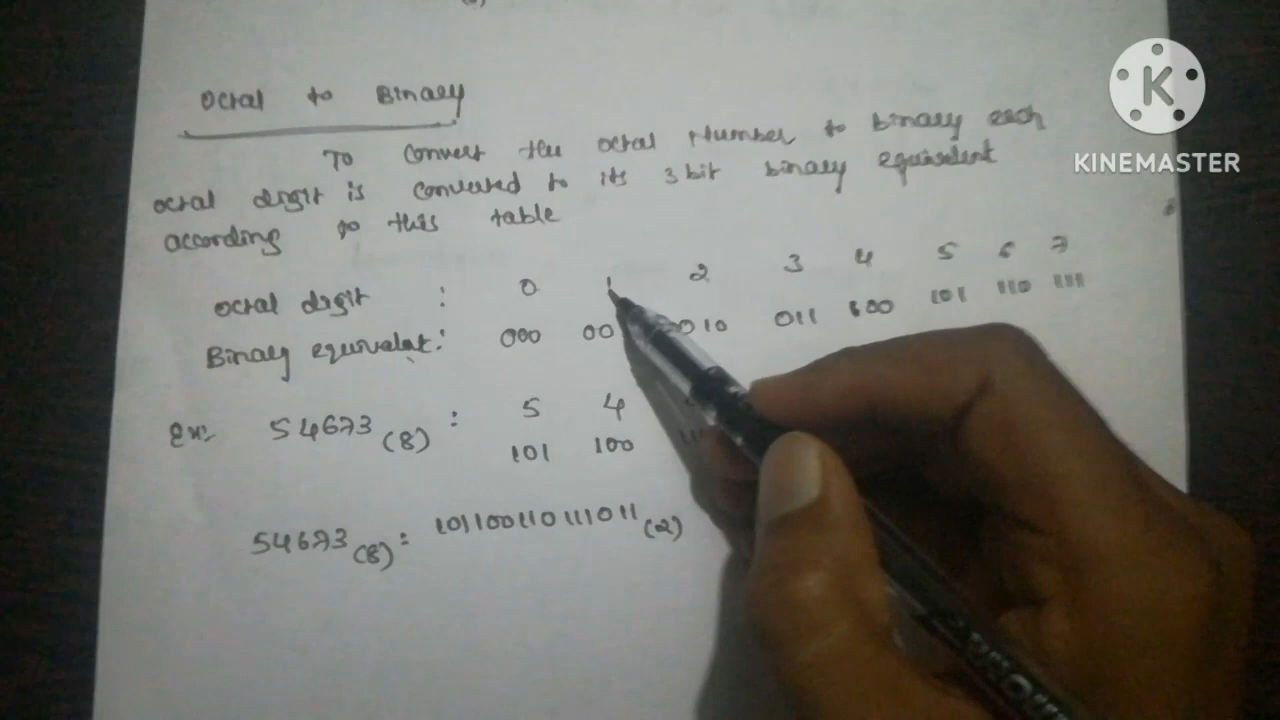 Octal to Binary
KINEMASTER
To convert the octal Number to binary each
octal digit is converted to its 3 bit binary equivalent
according to this table
Octal digit : 0 1 2 3 4 5 6 7
Binary equivalent: 000 00 010 011 100 101 110 111
Ex:- 54673 (8) : 5 4
101 100
54673 (8) : 101100110111011 (2)